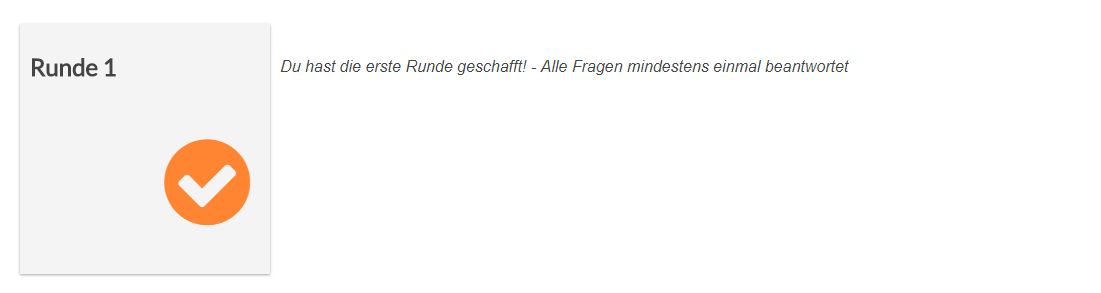 Runde 1
Du hast die erste Runde geschafft! - Alle Fragen mindestens einmal beantwortet